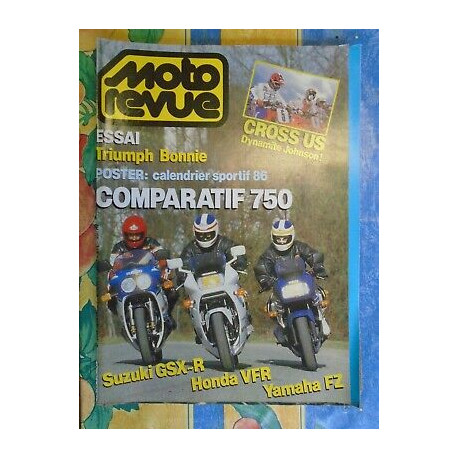 Moto
revue
CROSS US
Dynamite Johnson!
ESSAI
Triumph Bonnie
POSTER: calendrier sportif 86
COMPARATIF 750
Suzuki GSX-R
Honda VFR
Yamaha FZ